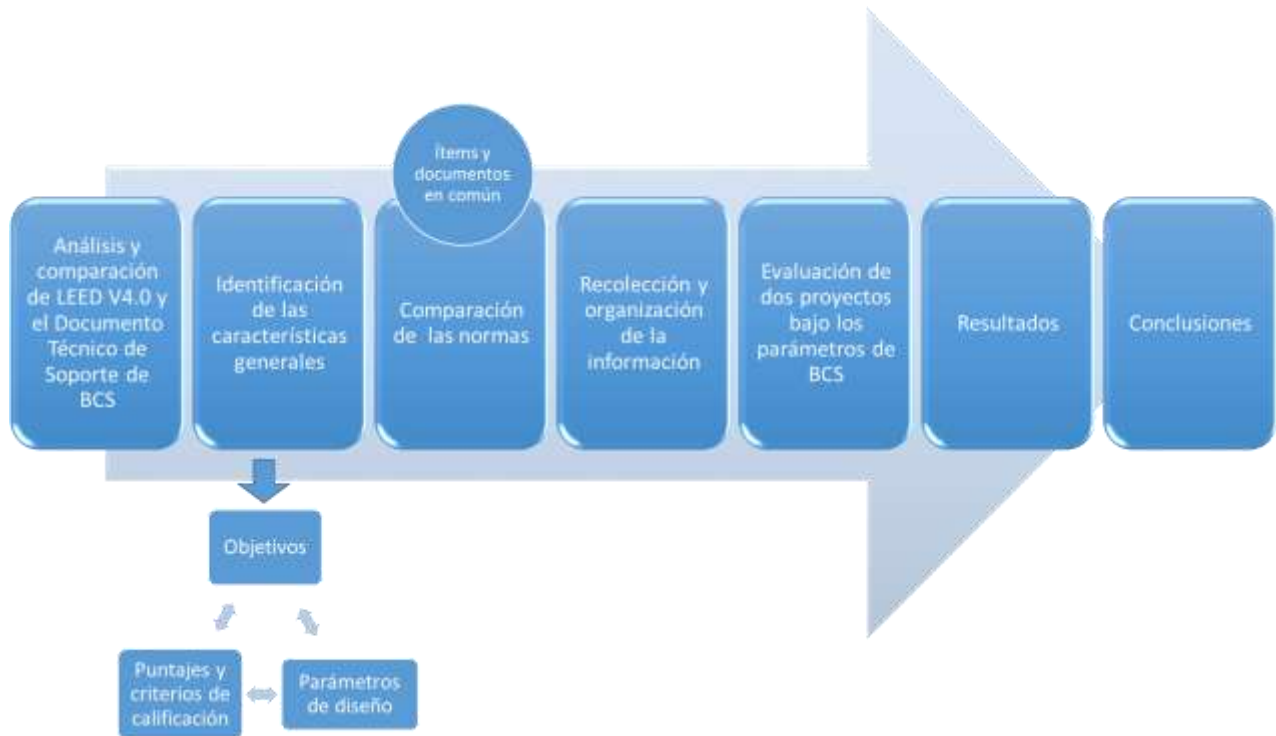 Ítems y
documentos
en común
Análisis y
comparación
de LEED V4.0 y
el Documento
Técnico de
Soporte de
BCS
Identificación
de las
características
generales
Comparación
de las normas
Recolección y
organización
de la
información
Evaluación de
dos proyectos
bajo los
parámetros de
BCS
Resultados
Conclusiones
Objetivos
Puntajes y
criterios de
calificación
Parámetros
de diseño